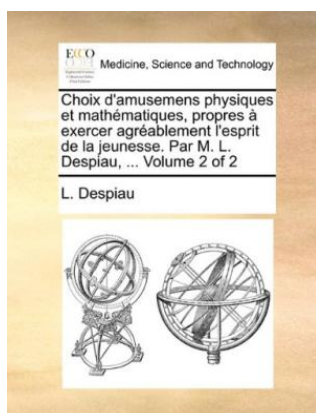 ECCO
Medicine, Science and Technology
Choix d'amusemens physiques
et mathématiques, propres à
exercer agréablement l'esprit
de la jeunesse. Par M. L.
Despiau, ... Volume 2 of 2
L. Despiau